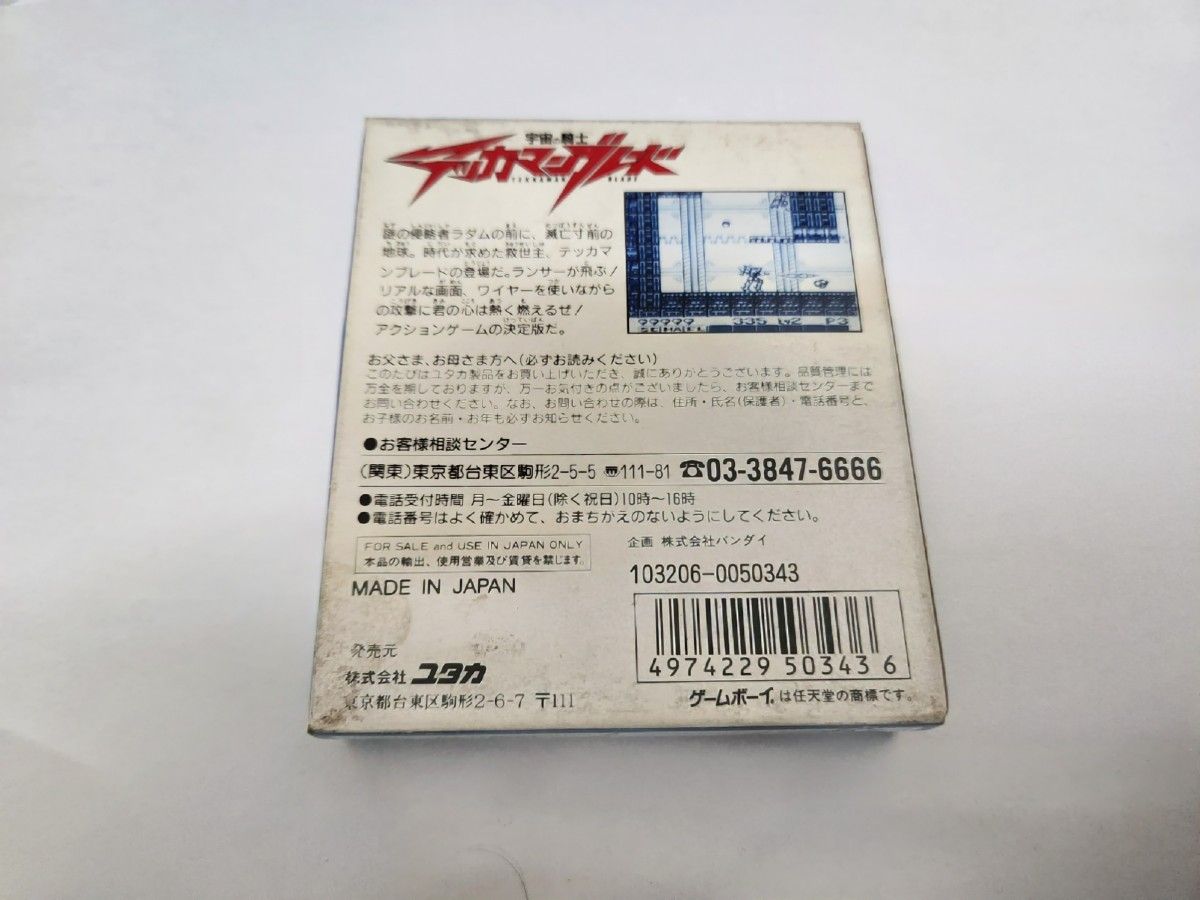 宇宙の騎士
テッカマンブレード
TEKKAMAN BLADE
謎の侵略者ラダムの前に、滅亡寸前の
地球。時代が求めた救世主、テッカマ
ンブレードの登場だ。ランサーが飛ぶ!
リアルな画面、ワイヤーを使いながら
の攻撃に君の心は熱く燃えるぜ!
アクションゲームの決定版だ。
99999 335 Lv2 P3
お父さま、お母さま方へ(必ずお読みください)
このたびはユタカ製品をお買い上げいただき、誠にありがとうございます。品質管理には
万全を期しておりますが、万一お気付きの点がございましたら、お客様相談センターまで
お問い合わせください。なお、お問い合わせの際は、住所・氏名(保護者)・電話番号と、
お子様のお名前・お年も必ずお知らせください。
●お客様相談センター
(関東)東京都台東区駒形2-5-5 〠111-81 ☎03-3847-6666
●電話受付時間 月〜金曜日(除く祝日)10時〜16時
●電話番号はよく確かめて、おまちがえのないようにしてください。
FOR SALE and USE IN JAPAN ONLY
本品の輸出、使用営業及び賃貸を禁じます。
MADE IN JAPAN
企画 株式会社バンダイ
103206-0050343
4974229 503436
発売元
株式会社 ユタカ
東京都台東区駒形2-6-7 〒111
ゲームボーイ は任天堂の商標です。